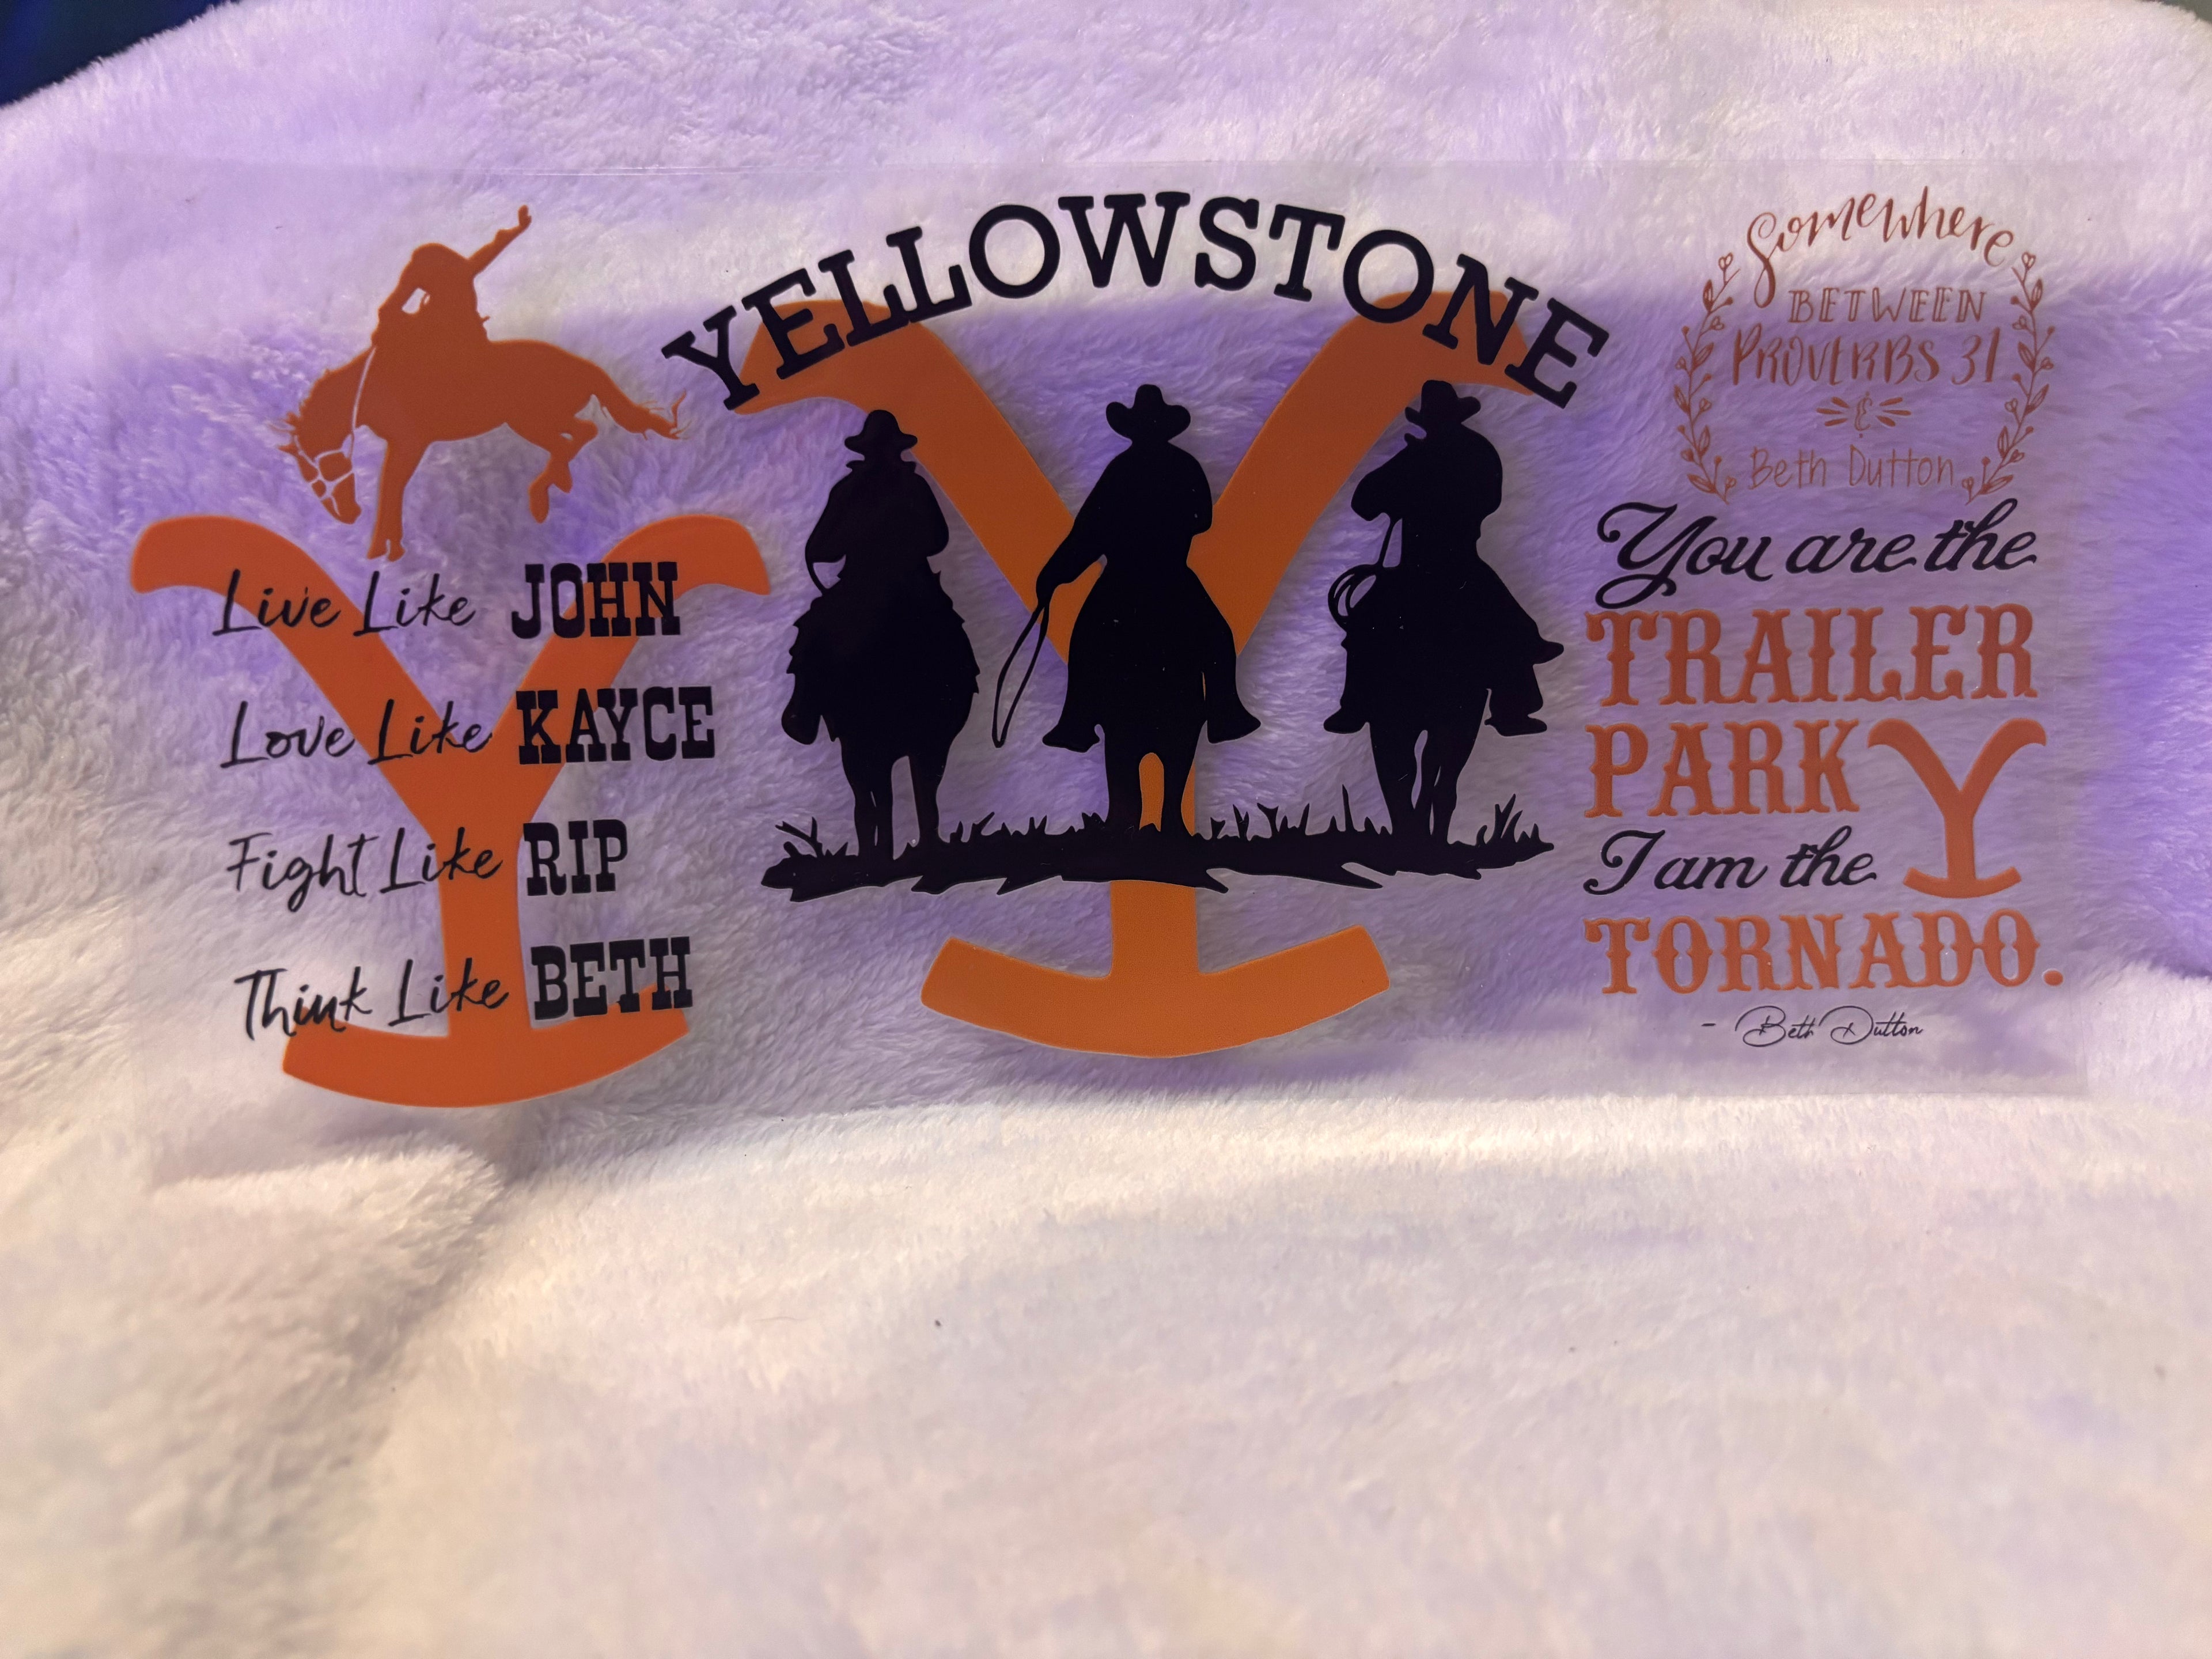 YELLOWSTONE
Live Like JOHN
Love Like KAYCE
Fight Like RIP
Think Like BETH
Somewhere
BETWEEN
PROVERBS 31
&
Beth Dutton
You are the
TRAILER
PARK
I am the
TORNADO.
- Beth Dutton